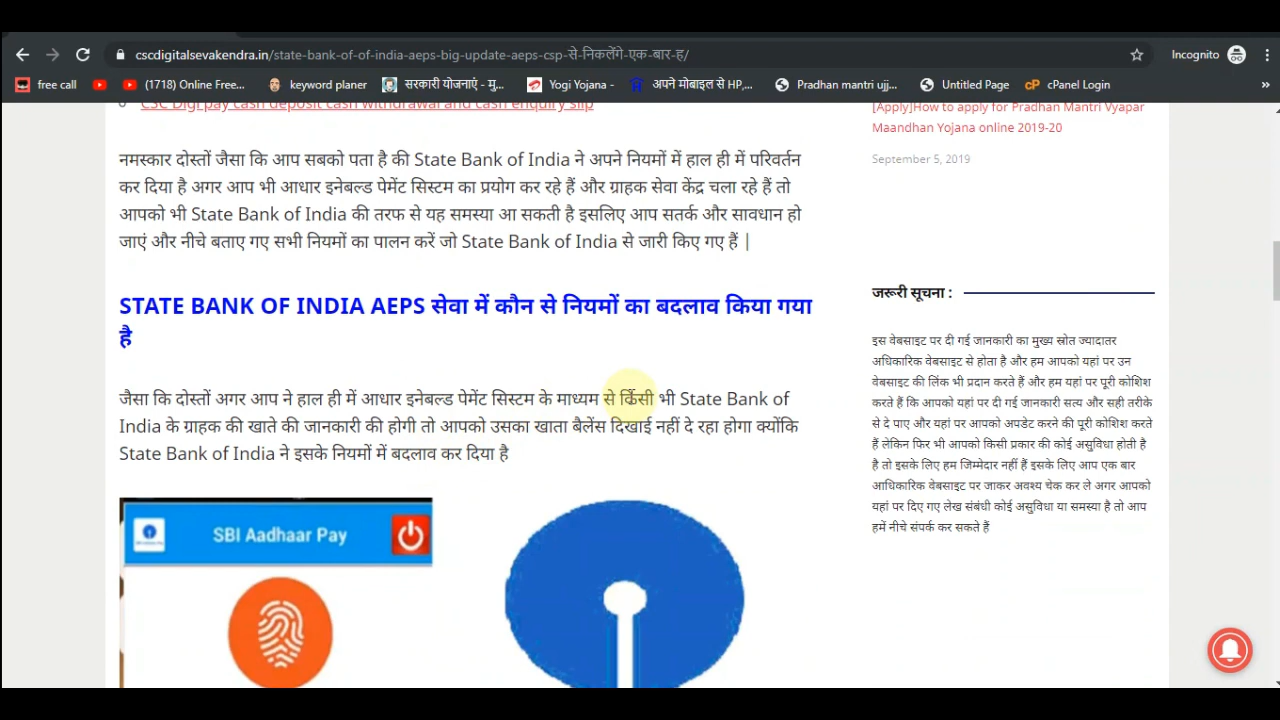 cscdigitalsevakendra.in/state-bank-of-of-india-aeps-big-update-aeps-csp-से-निकलेंगे-एक-बार-ह/
Incognito
free call
(1718) Online Free...
keyword planer
सरकारी योजनाएं - मु...
Yogi Yojana -
अपने मोबाइल से HP,...
Pradhan mantri ujj...
Untitled Page
cPanel Login
»
CSC Digi pay cash deposit cash withdrawal and cash enquiry slip
नमस्कार दोस्तों जैसा कि आप सबको पता है की State Bank of India ने अपने नियमों में हाल ही में परिवर्तन
कर दिया है अगर आप भी आधार इनेबल्ड पेमेंट सिस्टम का प्रयोग कर रहे हैं और ग्राहक सेवा केंद्र चला रहे हैं तो
आपको भी State Bank of India की तरफ से यह समस्या आ सकती है इसलिए आप सतर्क और सावधान हो
जाएं और नीचे बताए गए सभी नियमों का पालन करें जो State Bank of India से जारी किए गए हैं |
STATE BANK OF INDIA AEPS सेवा में कौन से नियमों का बदलाव किया गया
है
जैसा कि दोस्तों अगर आप ने हाल ही में आधार इनेबल्ड पेमेंट सिस्टम के माध्यम से किसी भी State Bank of
India के ग्राहक की खाते की जानकारी की होगी तो आपको उसका खाता बैलेंस दिखाई नहीं दे रहा होगा क्योंकि
State Bank of India ने इसके नियमों में बदलाव कर दिया है
SBI Aadhaar Pay
[Apply]How to apply for Pradhan Mantri Vyapar
Maandhan Yojana online 2019-20
September 5, 2019
जरूरी सूचना :
इस वेबसाइट पर दी गई जानकारी का मुख्य स्रोत ज्यादातर
अधिकारिक वेबसाइट से होता है और हम आपको यहां पर उन
वेबसाइट की लिंक भी प्रदान करते हैं और हम यहां पर पूरी कोशिश
करते हैं कि आपको यहां पर दी गई जानकारी सत्य और सही तरीके
से दे पाए और यहां पर आपको अपडेट करने की पूरी कोशिश करते
हैं लेकिन फिर भी आपको किसी प्रकार की कोई असुविधा होती है
है तो इसके लिए हम जिम्मेदार नहीं हैं इसके लिए आप एक बार
आधिकारिक वेबसाइट पर जाकर अवश्य चेक कर ले अगर आपको
यहां पर दिए गए लेख संबंधी कोई असुविधा या समस्या है तो आप
हमें नीचे संपर्क कर सकते हैं